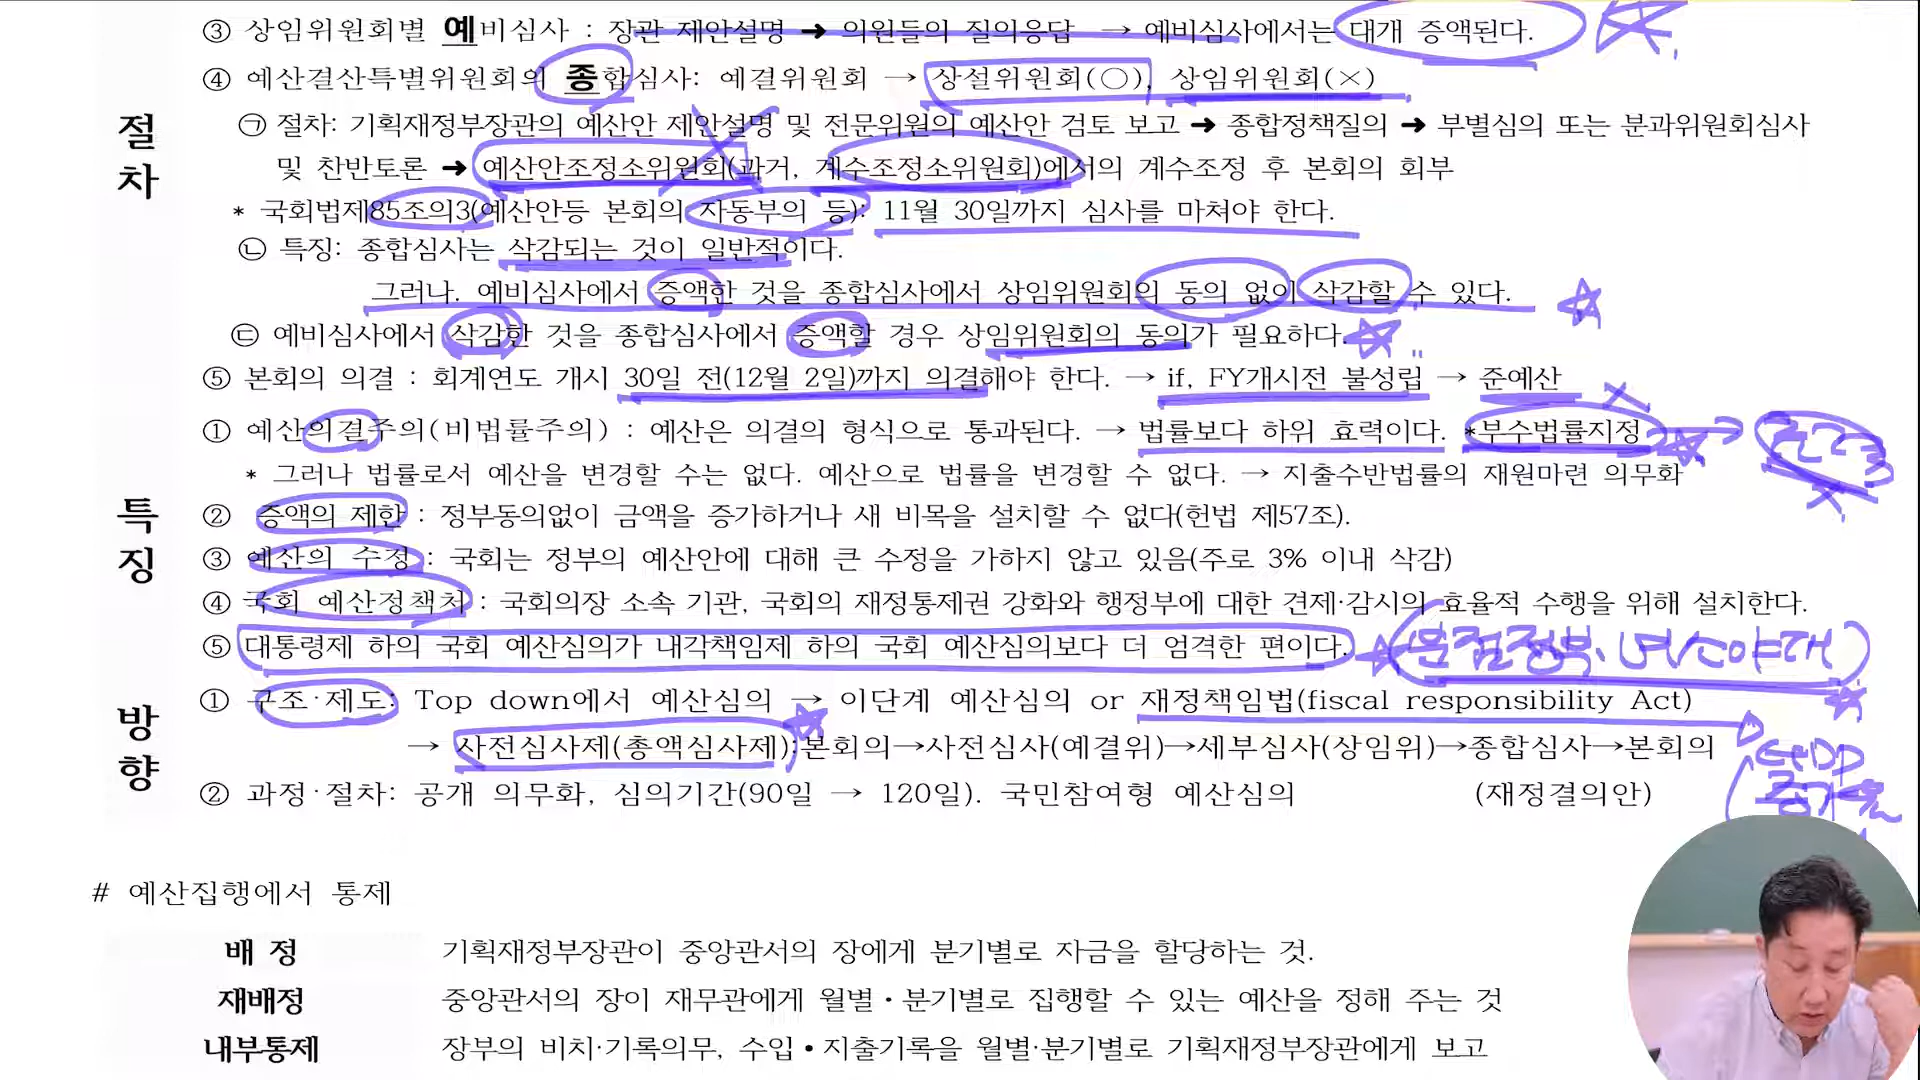 ③ 상임위원회별 예비심사 : 장관 제안설명 ➜ 의원들의 질의응답 → 예비심사에서는 대개 증액된다.
④ 예산결산특별위원회의 종합심사: 예결위원회 → 상설위원회(○), 상임위원회(×)
절차
㉠ 절차: 기획재정부장관의 예산안 제안설명 및 전문위원의 예산안 검토 보고 ➜ 종합정책질의 ➜ 부별심의 또는 분과위원회심사
및 찬반토론 ➜ 예산안조정소위원회(과거, 계수조정소위원회)에서의 계수조정 후 본회의 회부
* 국회법제85조의3(예산안등 본회의 자동부의 등): 11월 30일까지 심사를 마쳐야 한다.
㉡ 특징: 종합심사는 삭감되는 것이 일반적이다.
그러나. 예비심사에서 증액한 것을 종합심사에서 상임위원회의 동의 없이 삭감할 수 있다.
㉢ 예비심사에서 삭감한 것을 종합심사에서 증액할 경우 상임위원회의 동의가 필요하다.
⑤ 본회의 의결 : 회계연도 개시 30일 전(12월 2일)까지 의결해야 한다. → if, FY개시전 불성립 → 준예산
특징
① 예산의결주의(비법률주의) : 예산은 의결의 형식으로 통과된다. → 법률보다 하위 효력이다. *부수법률지정
* 그러나 법률로서 예산을 변경할 수는 없다. 예산으로 법률을 변경할 수 없다. → 지출수반법률의 재원마련 의무화
② 증액의 제한 : 정부동의없이 금액을 증가하거나 새 비목을 설치할 수 없다(헌법 제57조).
③ 예산의 수정 : 국회는 정부의 예산안에 대해 큰 수정을 가하지 않고 있음(주로 3% 이내 삭감)
④ 국회 예산정책처 : 국회의장 소속 기관, 국회의 재정통제권 강화와 행정부에 대한 견제·감시의 효율적 수행을 위해 설치한다.
⑤ 대통령제 하의 국회 예산심의가 내각책임제 하의 국회 예산심의보다 더 엄격한 편이다. 분점정부·여소야대
방향
① 구조·제도: Top down에서 예산심의 → 이단계 예산심의 or 재정책임법(fiscal responsibility Act)
→ 사전심사제(총액심사제):본회의→사전심사(예결위)→세부심사(상임위)→종합심사→본회의
② 과정·절차: 공개 의무화, 심의기간(90일 → 120일). 국민참여형 예산심의 (재정결의안)
# 예산집행에서 통제
배 정 기획재정부장관이 중앙관서의 장에게 분기별로 자금을 할당하는 것.
재배정 중앙관서의 장이 재무관에게 월별·분기별로 집행할 수 있는 예산을 정해 주는 것
내부통제 장부의 비치·기록의무, 수입·지출기록을 월별·분기별로 기획재정부장관에게 보고